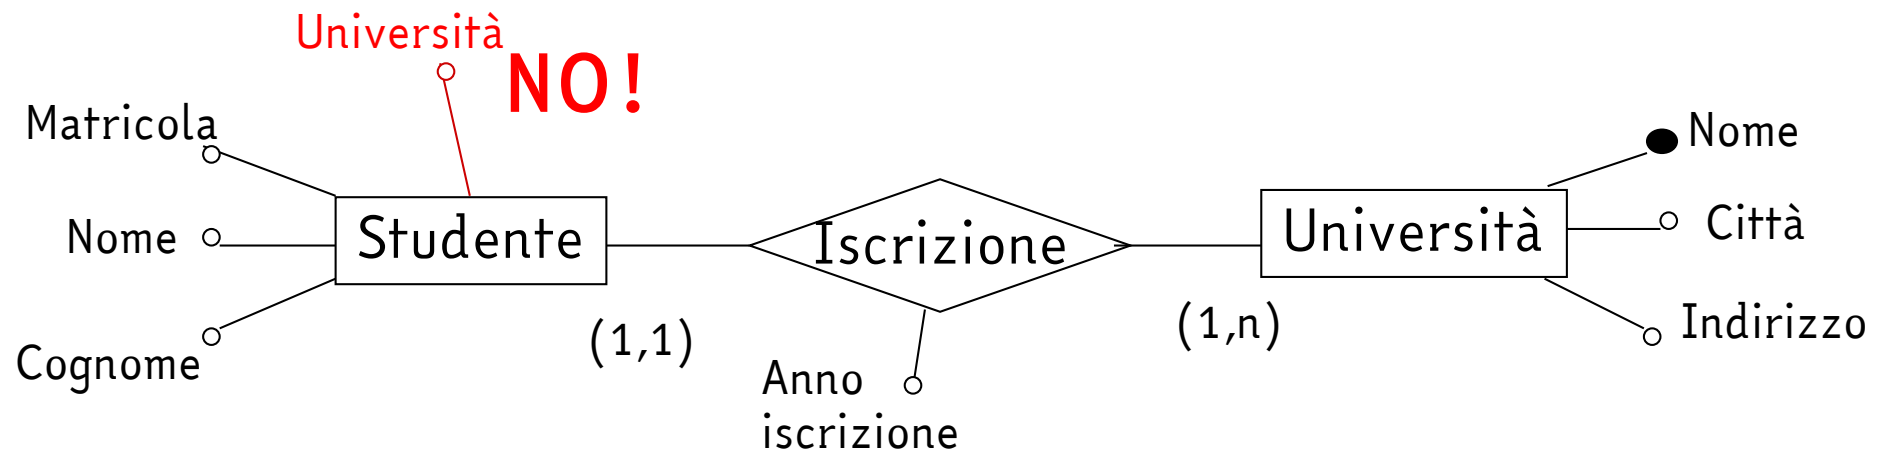 Università
NO!
Matricola
Nome
Nome
Città
Studente
Iscrizione
Università
(1,1)
(1,n)
Indirizzo
Cognome
Anno
iscrizione